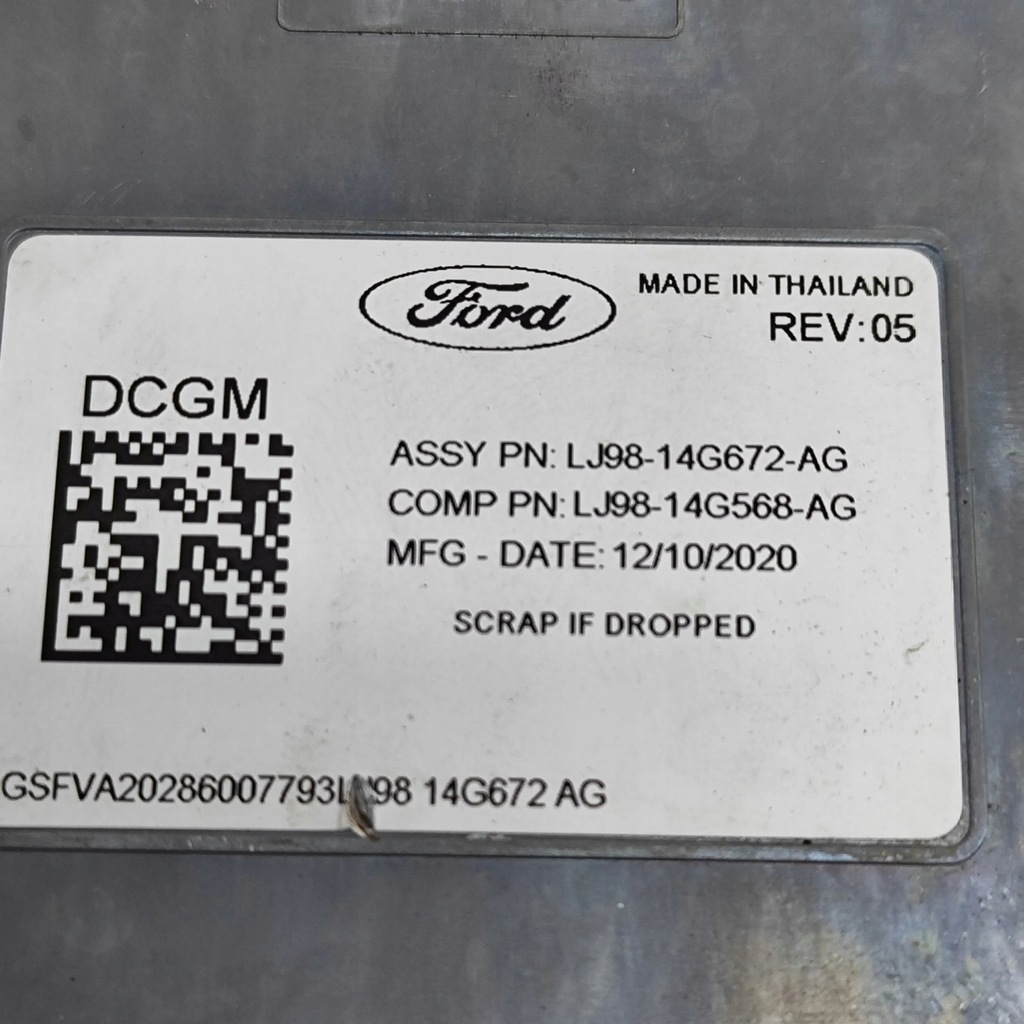 Ford
MADE IN THAILAND
REV:05
DCGM
ASSY PN: LJ98-14G672-AG
COMP PN: LJ98-14G568-AG
MFG - DATE: 12/10/2020
SCRAP IF DROPPED
GSFVA20286007793LJ98 14G672 AG